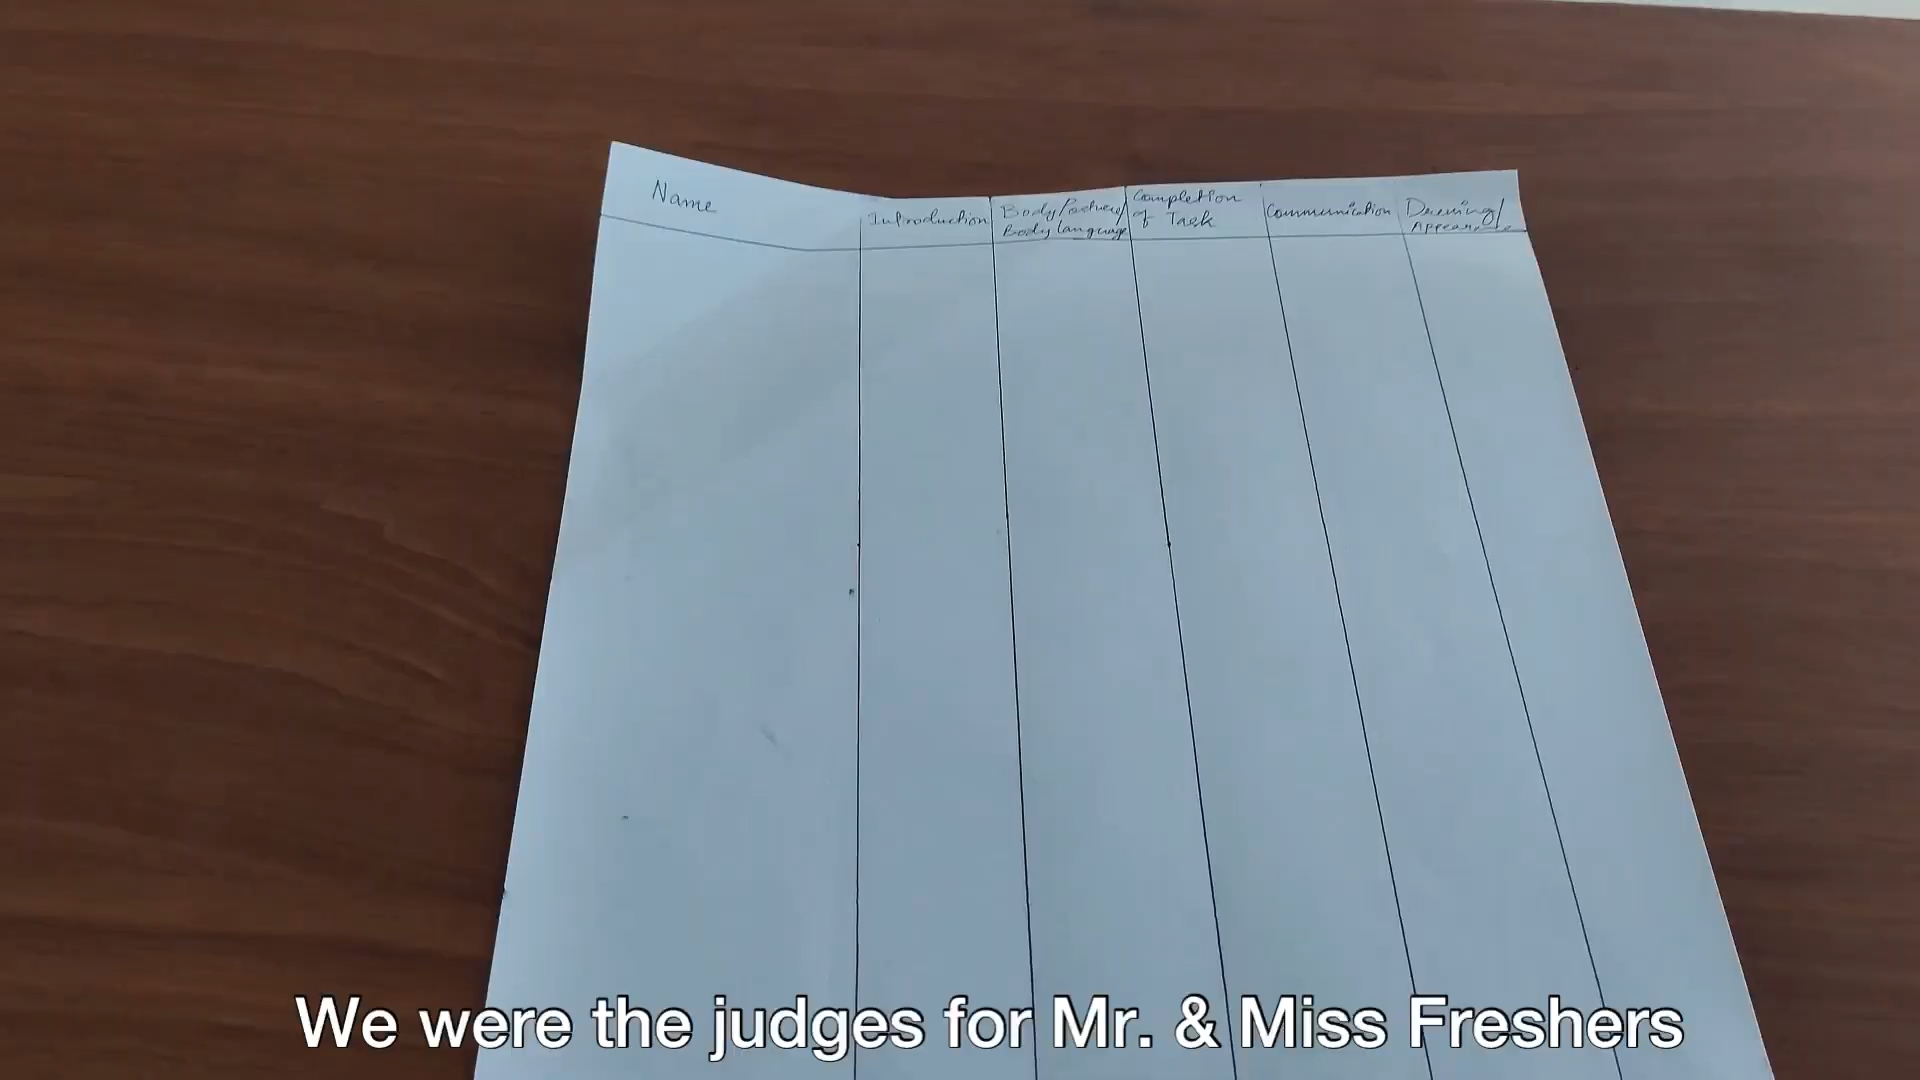 Name
Introduction
Body Posture/
Body language
Completion
of Task
Communication
Dressing/
Appearance
We were the judges for Mr. & Miss Freshers